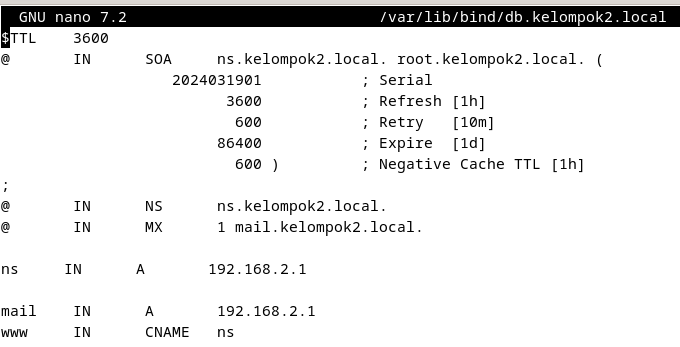 GNU nano 7.2 /var/lib/bind/db.kelompok2.local
$TTL 3600
@ IN SOA ns.kelompok2.local. root.kelompok2.local. (
2024031901 ; Serial
3600 ; Refresh [1h]
600 ; Retry [10m]
86400 ; Expire [1d]
600 ) ; Negative Cache TTL [1h]
;
@ IN NS ns.kelompok2.local.
@ IN MX 1 mail.kelompok2.local.
ns IN A 192.168.2.1
mail IN A 192.168.2.1
www IN CNAME ns